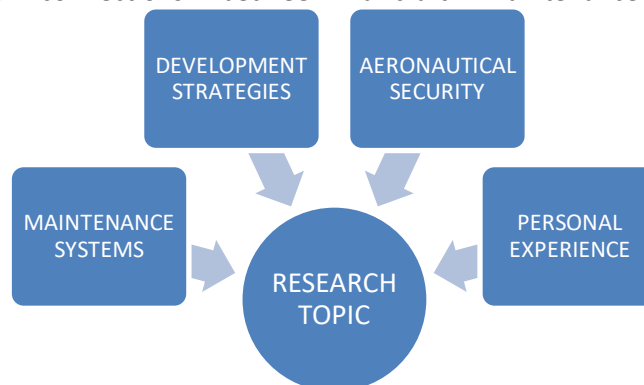 DEVELOPMENT
STRATEGIES
AERONAUTICAL
SECURITY
MAINTENANCE
SYSTEMS
PERSONAL
EXPERIENCE
RESEARCH
TOPIC